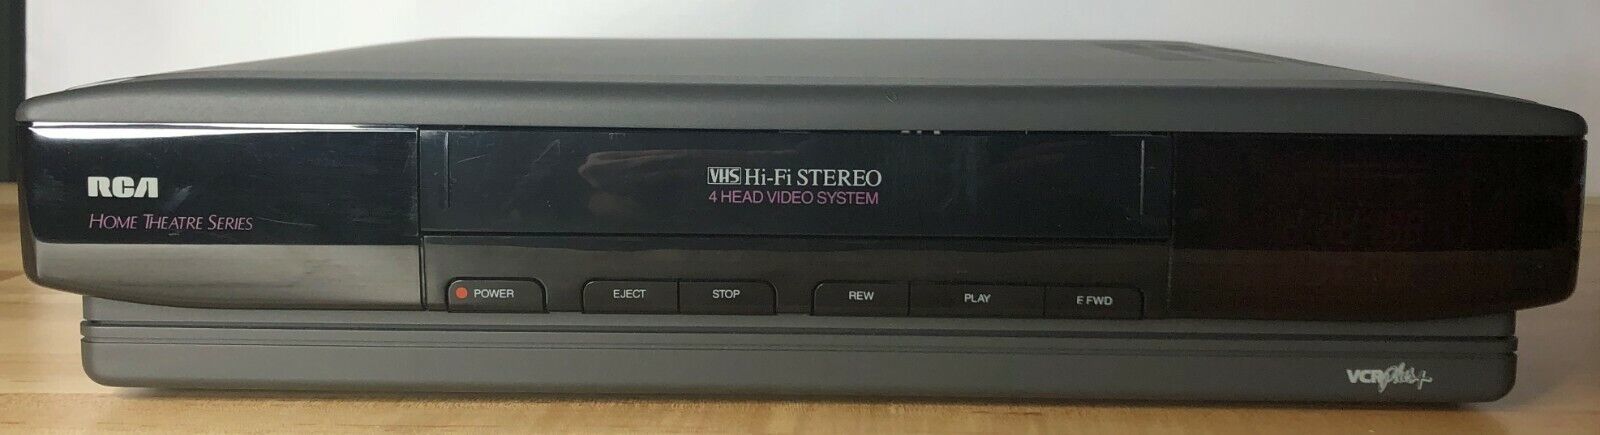 RCA
HOME THEATRE SERIES
VHS Hi-Fi STEREO
4 HEAD VIDEO SYSTEM
POWER
EJECT
STOP
REW
PLAY
F FWD
VCR Plus+